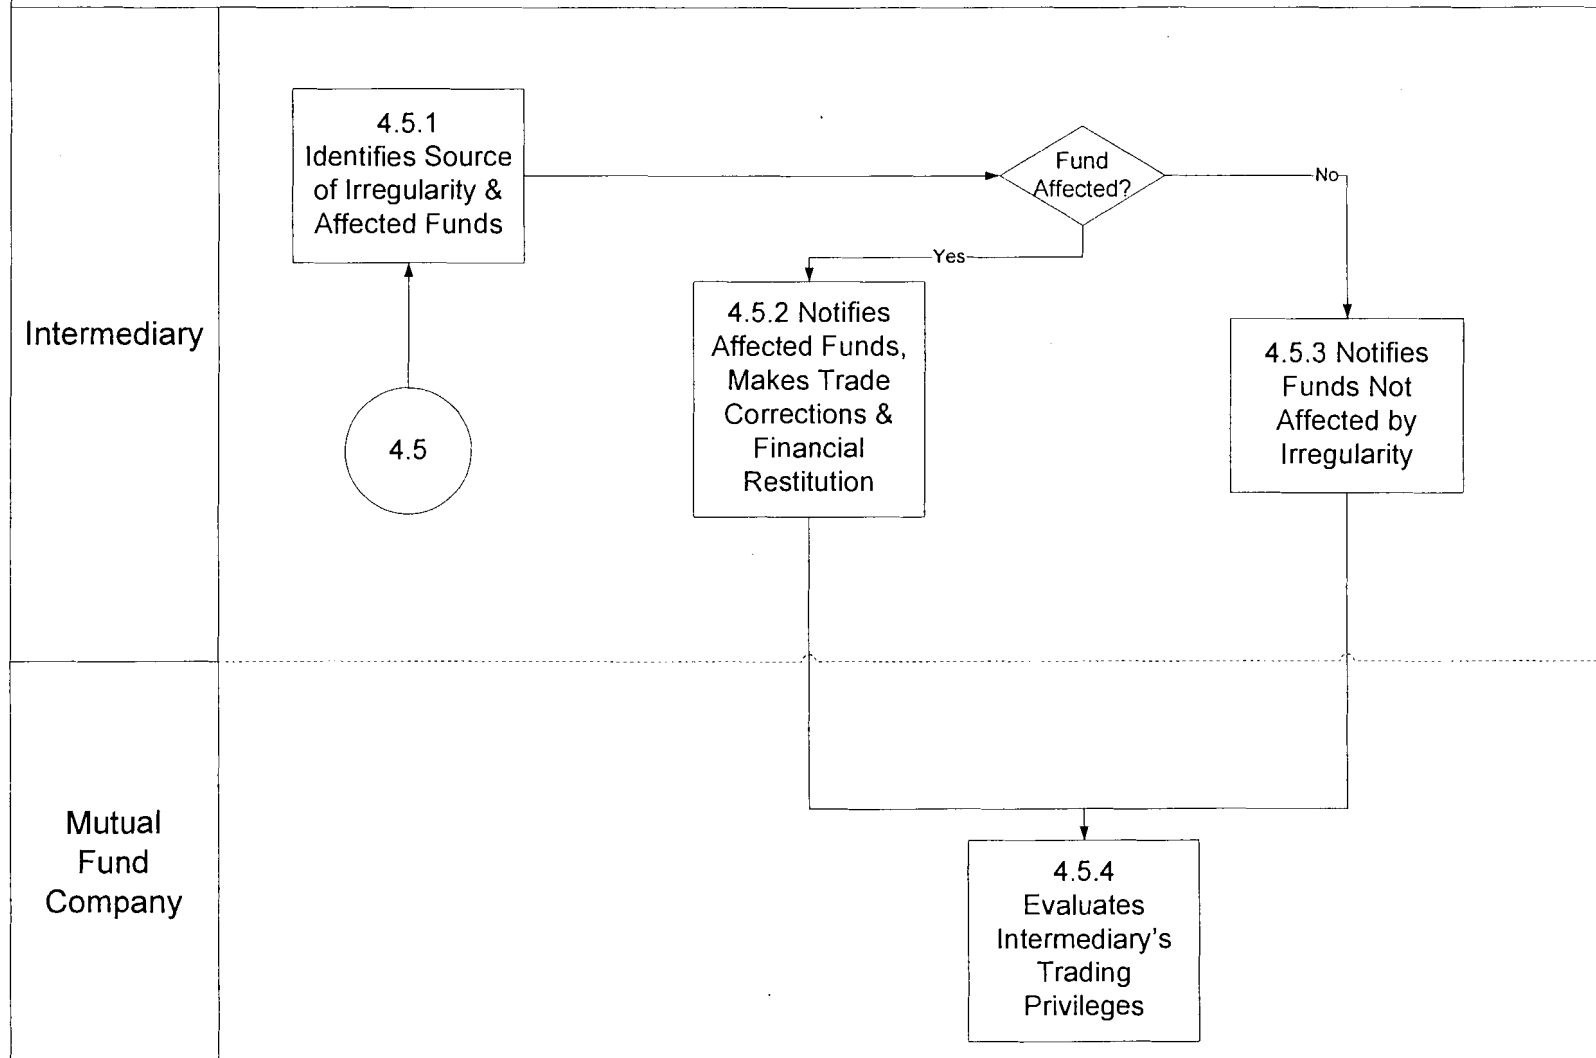 Intermediary
4.5.1
Identifies Source
of Irregularity &
Affected Funds
4.5
Fund
Affected?
Yes
No
4.5.2 Notifies
Affected Funds,
Makes Trade
Corrections &
Financial
Restitution
4.5.3 Notifies
Funds Not
Affected by
Irregularity
Mutual
Fund
Company
4.5.4
Evaluates
Intermediary's
Trading
Privileges